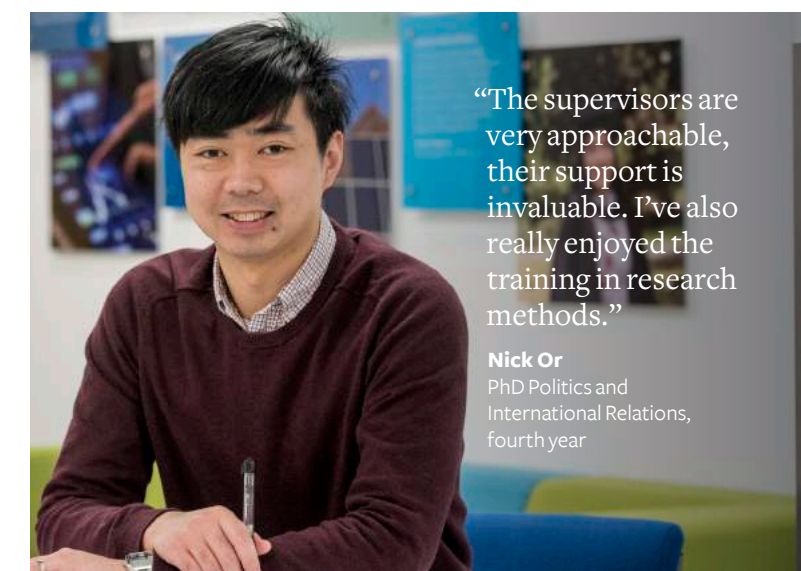 “The supervisors are
very approachable,
their support is
invaluable. I’ve also
really enjoyed the
training in research
methods.”
Nick Or
PhD Politics and
International Relations,
fourth year